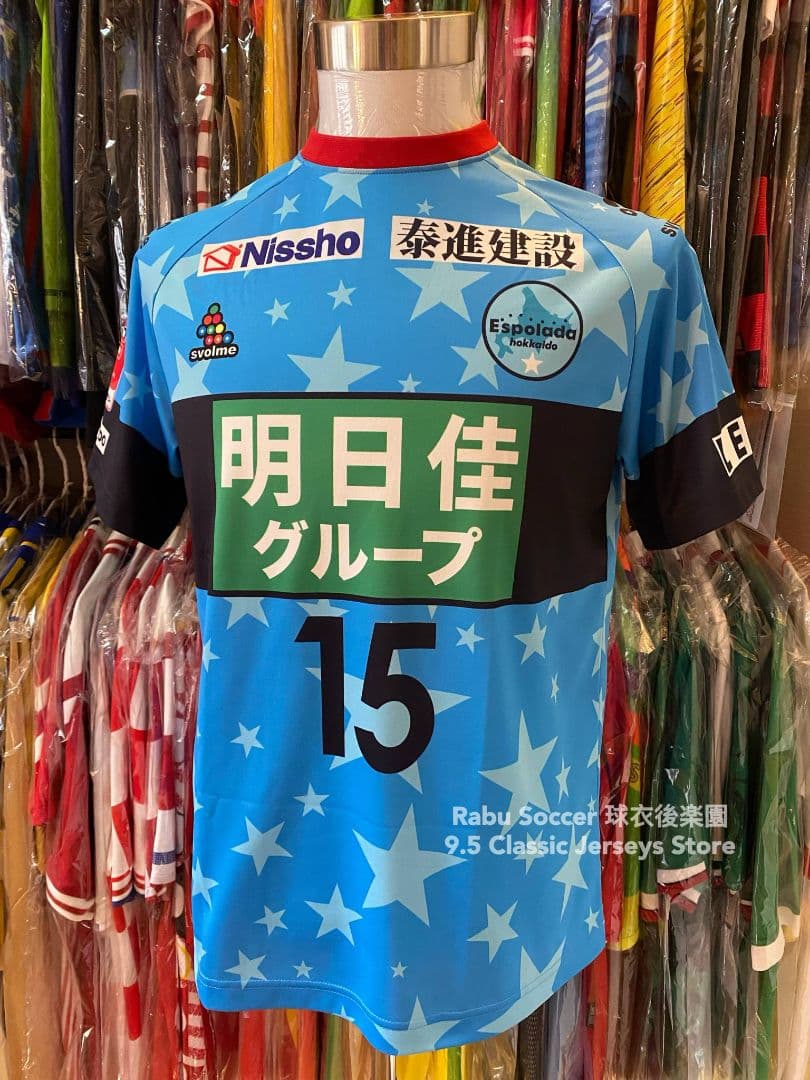 Nissho
泰進建設
svolme
Espolada
hokkaido
明日佳
グループ
15
Rabu Soccer 球衣後楽園
9.5 Classic Jerseys Store